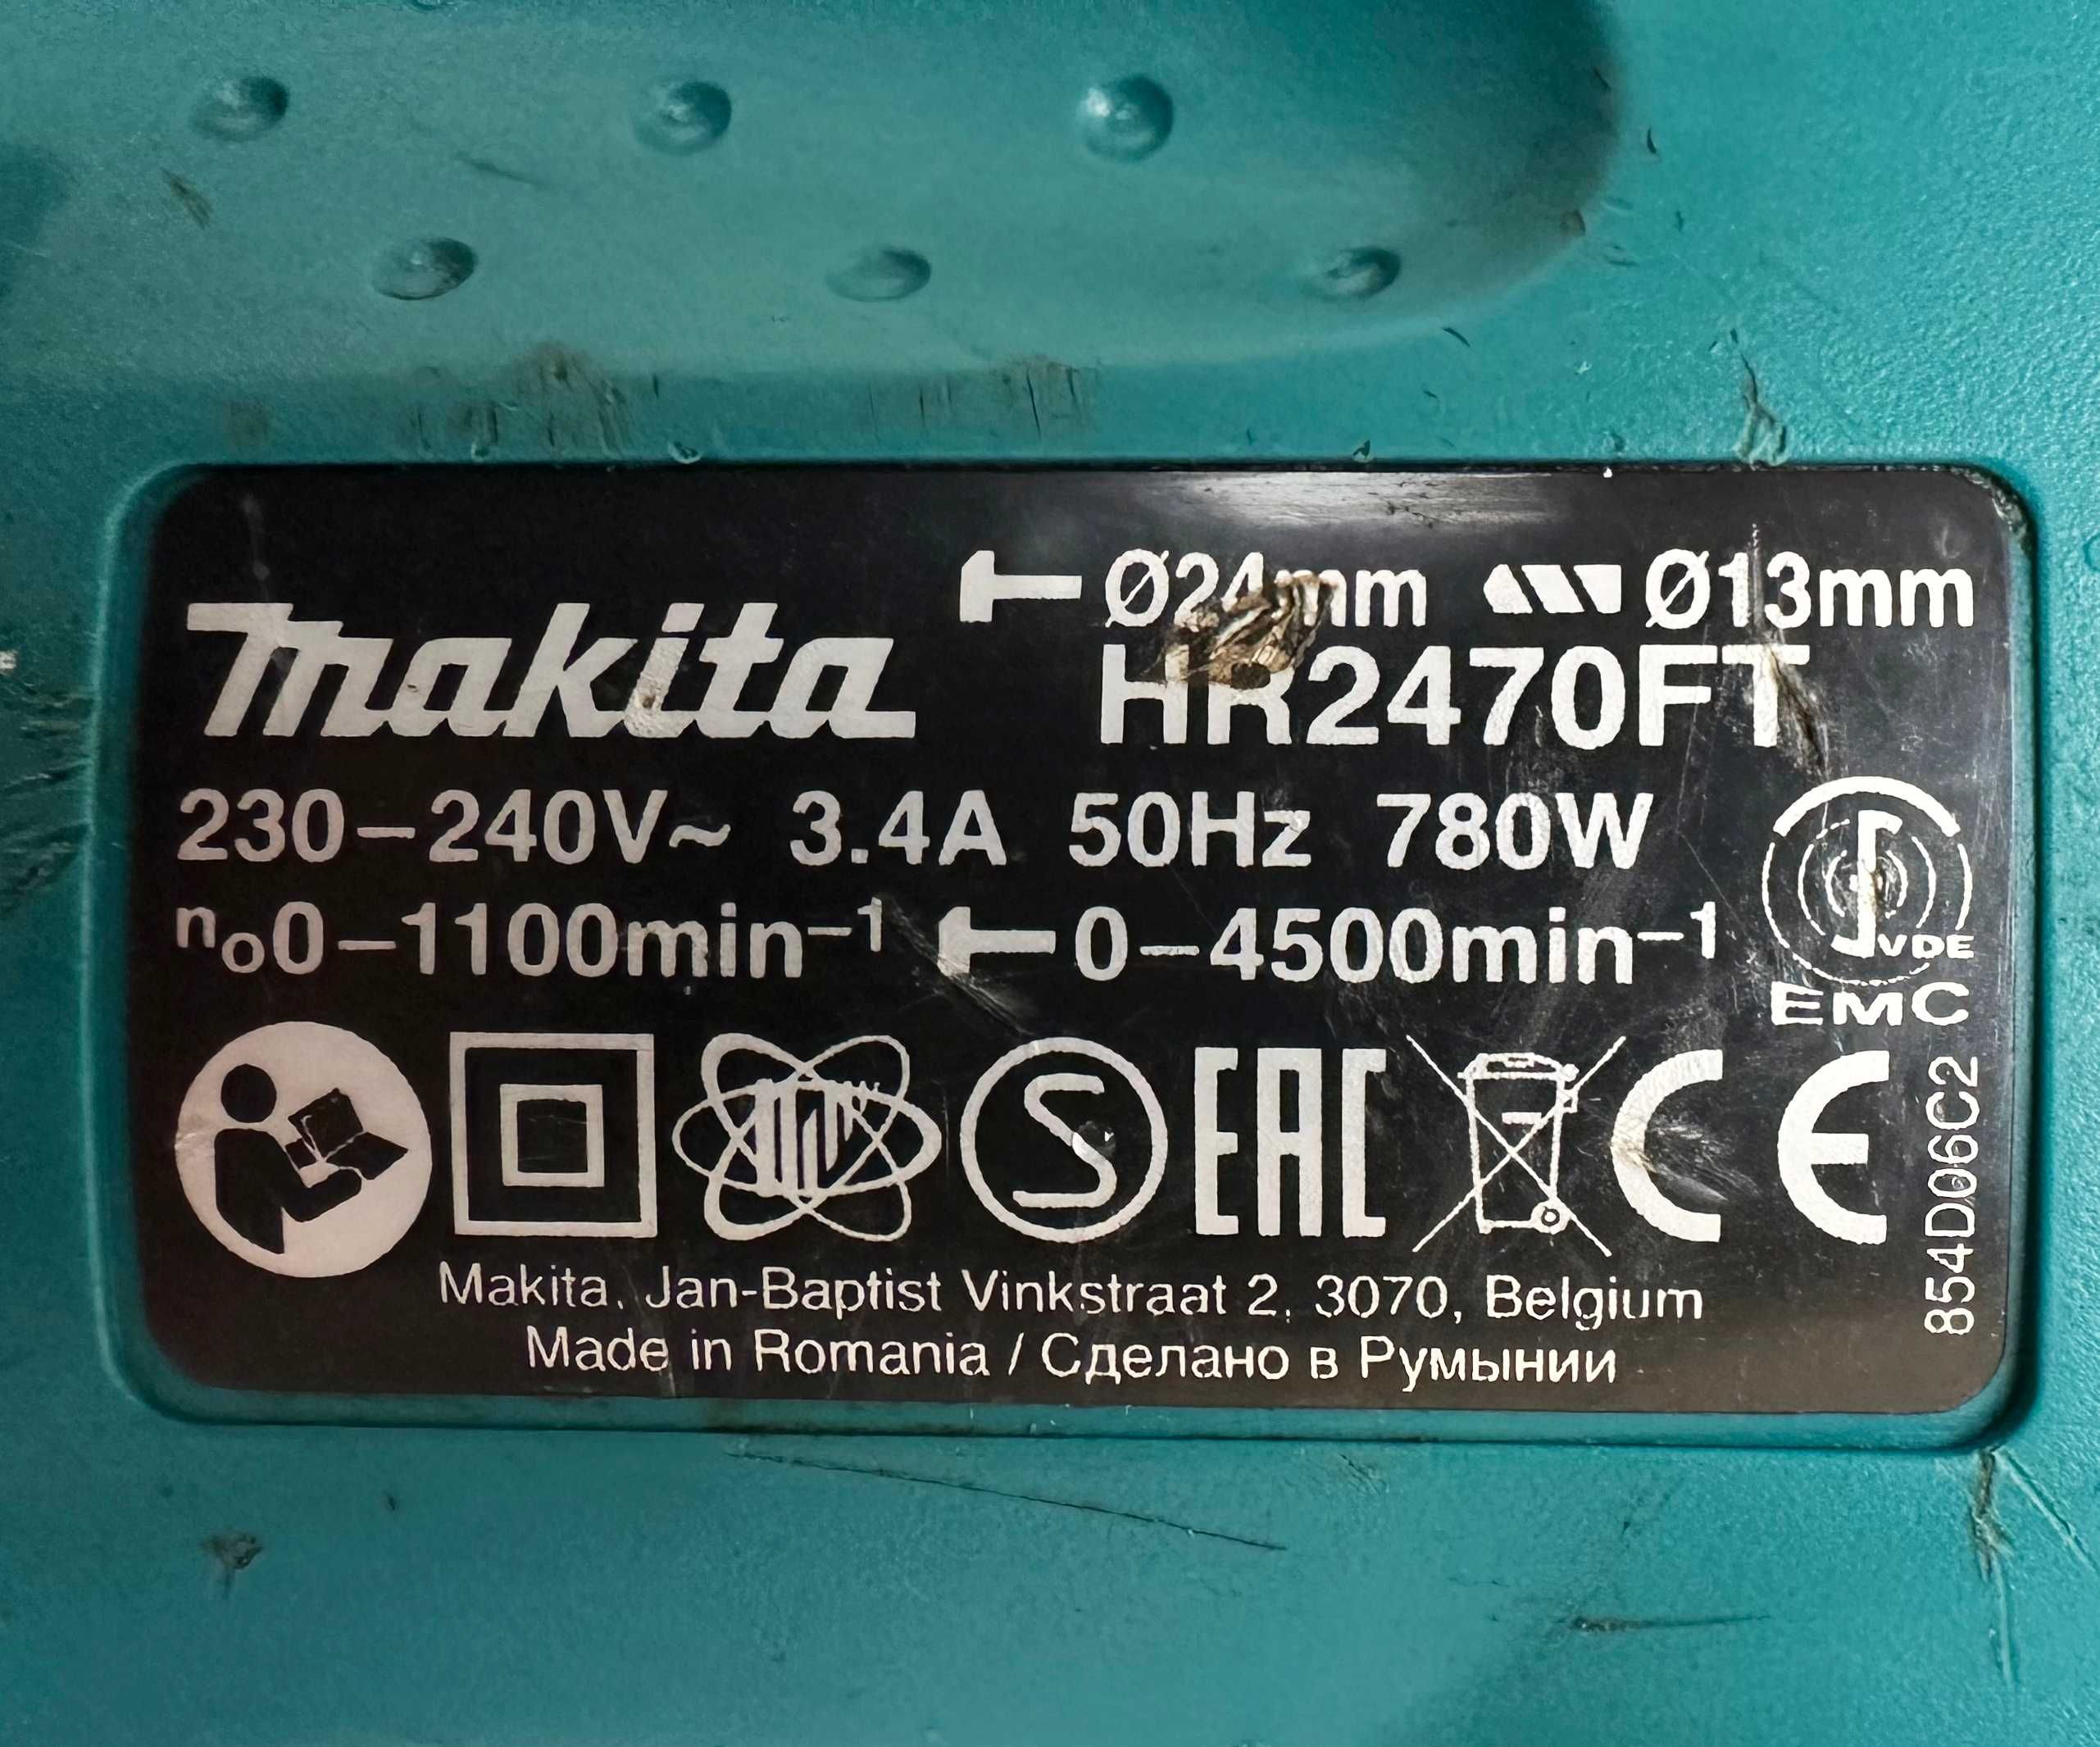 Ø24mm Ø13mm
makita HR2470FT
230–240V~ 3.4A 50Hz 780W
n₀0–1100min⁻¹ 0–4500min⁻¹
VDE
EMC
S EAC CE
854D06C2
Makita, Jan-Baptist Vinkstraat 2, 3070, Belgium
Made in Romania / Сделано в Румынии